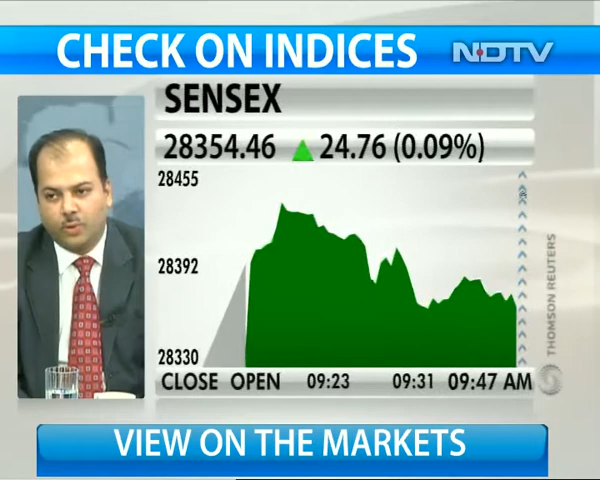 CHECK ON INDICES NDTV
SENSEX
28354.46 ▲ 24.76 (0.09%)
28455
28392
28330
CLOSE OPEN 09:23 09:31 09:47 AM
THOMSON REUTERS
VIEW ON THE MARKETS